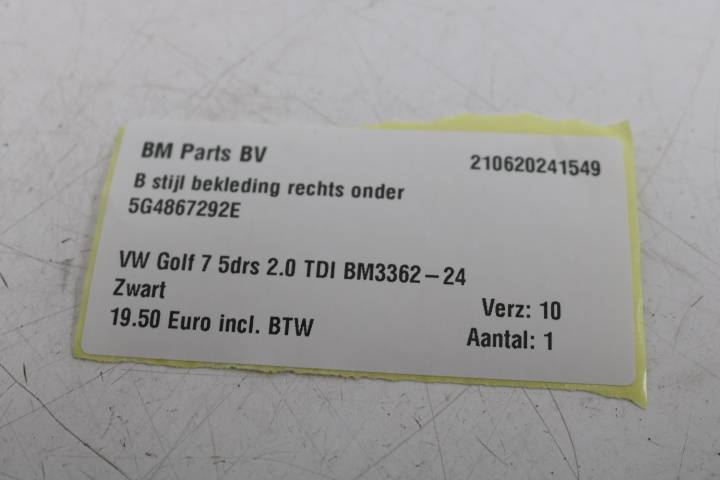 BM Parts BV 210620241549
B stijl bekleding rechts onder
5G4867292E
VW Golf 7 5drs 2.0 TDI BM3362-24
Zwart Verz: 10
19.50 Euro incl. BTW Aantal: 1